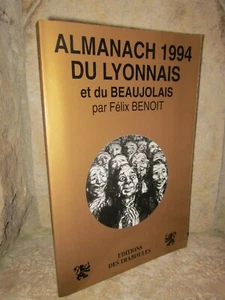 ALMANACH 1994
DU LYONNAIS
et du BEAUJOLAIS
par Félix BENOIT
EDITIONS
DES TRABOULES